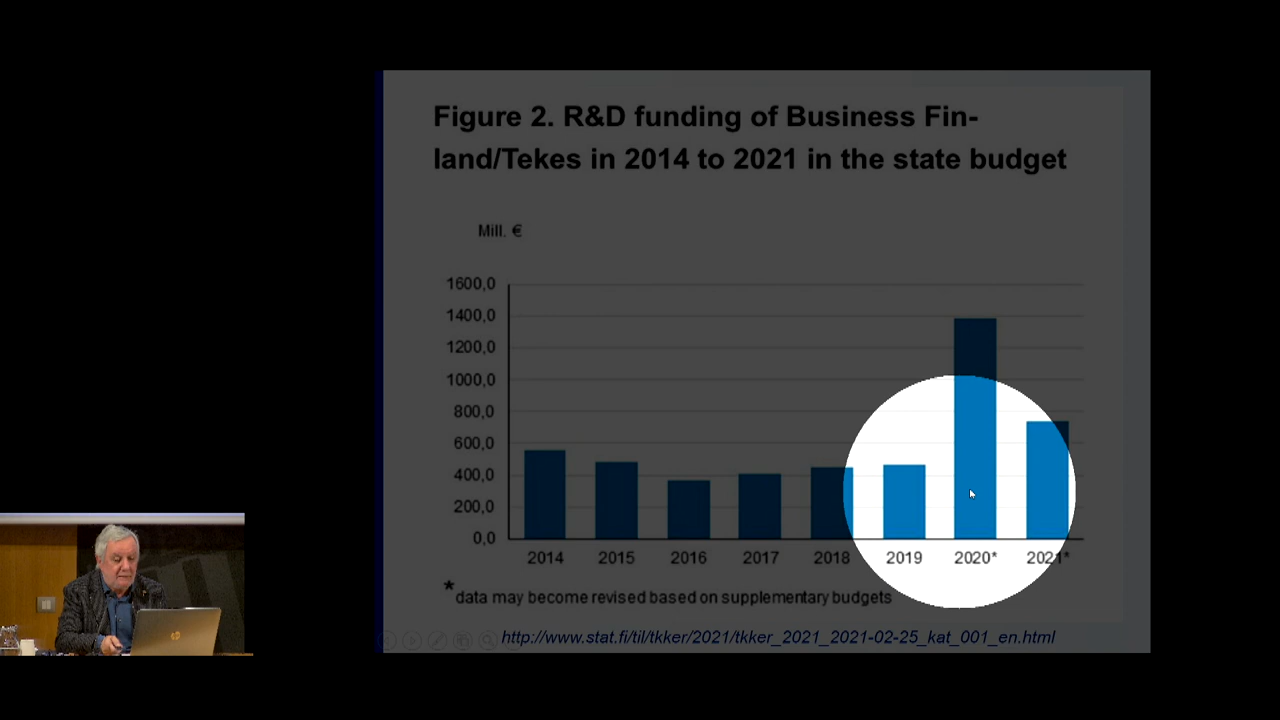 Figure 2. R&D funding of Business Fin-
land/Tekes in 2014 to 2021 in the state budget
Mill. €
1600,0
1400,0
1200,0
1000,0
800,0
600,0
400,0
200,0
0,0
2014 2015 2016 2017 2018 2019 2020* 2021*
* data may become revised based on supplementary budgets
http://www.stat.fi/til/tkker/2021/tkker_2021_2021-02-25_kat_001_en.html
hp